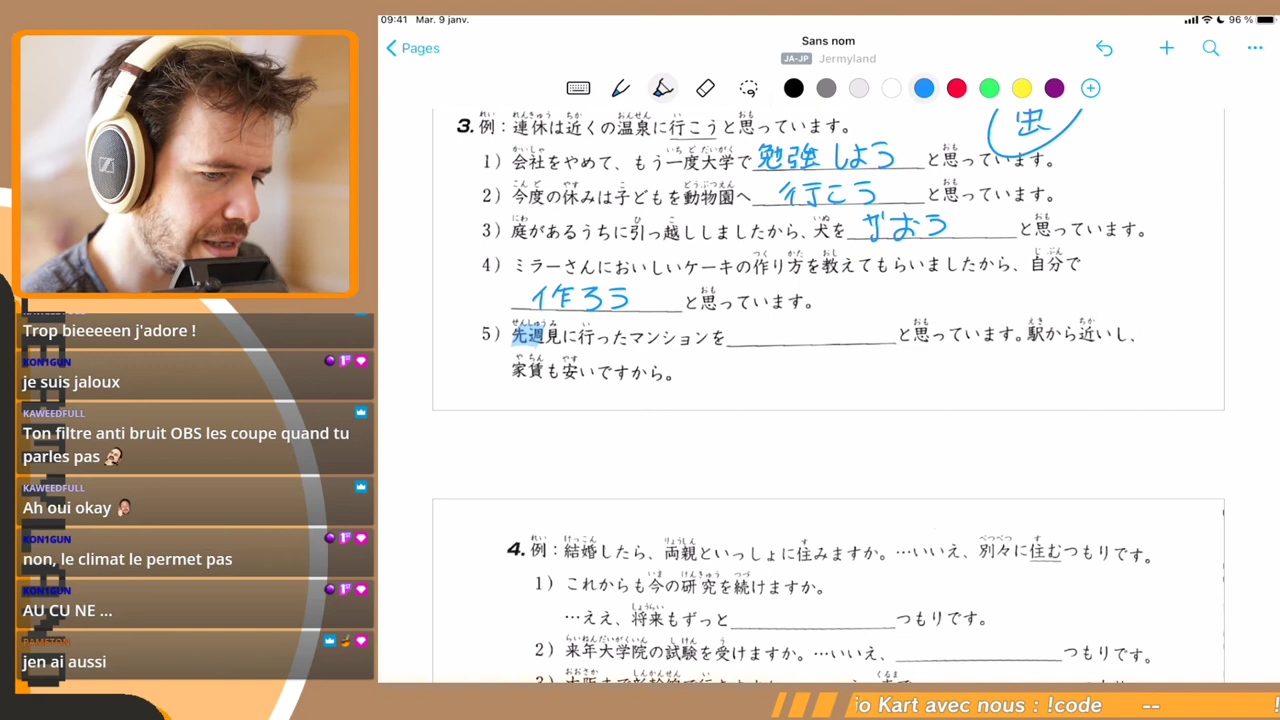 09:41 Mar. 9 janv.
96 %
Pages
Sans nom
JA-JP Jermyland
3. 例：連休は近くの温泉に行こうと思っています。
1）会社をやめて、もう一度大学で 勉強しよう と思っています。
2）今度の休みは子どもを動物園へ 行こう と思っています。
3）庭があるうちに引っ越ししましたから、犬を と思っています。
4）ミラーさんにおいしいケーキの作り方を教えてもらいましたから、自分で
作ろう と思っています。
5）先週見に行ったマンションを と思っています。駅から近いし、
家賃も安いですから。
4. 例：結婚したら、両親といっしょに住みますか。…いいえ、別々に住むつもりです。
1）これからも今の研究を続けますか。
…ええ、将来もずっと つもりです。
2）来年大学院の試験を受けますか。…いいえ、 つもりです。
Trop bieeeeen j'adore !
KON1GUN
je suis jaloux
KAWEEDFULL
Ton filtre anti bruit OBS les coupe quand tu
parles pas
KAWEEDFULL
Ah oui okay
KON1GUN
non, le climat le permet pas
KON1GUN
AU CU NE ...
jen ai aussi
io Kart avec nous : !code --